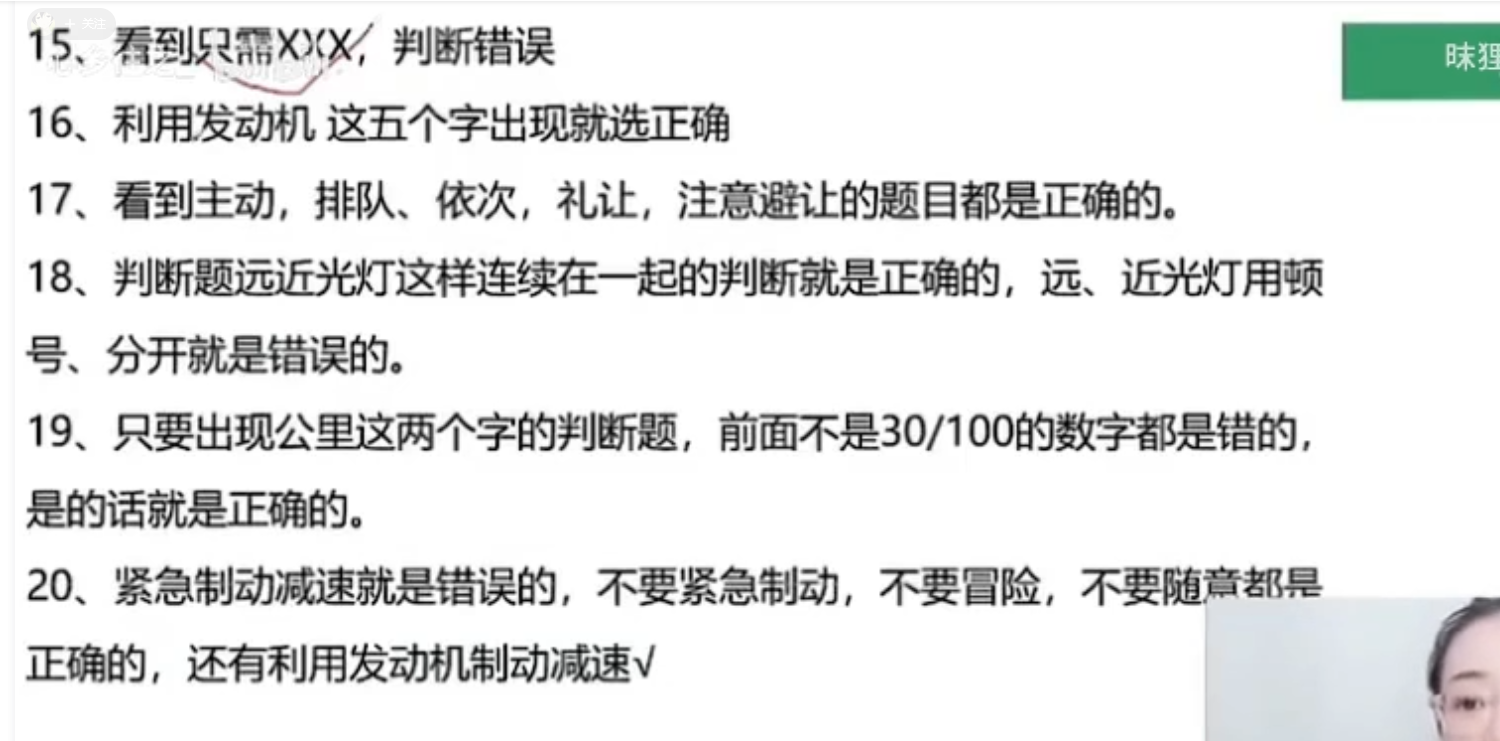 + 关注
15、看到只需XXX，判断错误
昧狸
16、利用发动机 这五个字出现就选正确
17、看到主动，排队、依次，礼让，注意避让的题目都是正确的。
18、判断题远近光灯这样连续在一起的判断就是正确的，远、近光灯用顿
号、分开就是错误的。
19、只要出现公里这两个字的判断题，前面不是30/100的数字都是错的，
是的话就是正确的。
20、紧急制动减速就是错误的，不要紧急制动，不要冒险，不要随意都是
正确的，还有利用发动机制动减速√